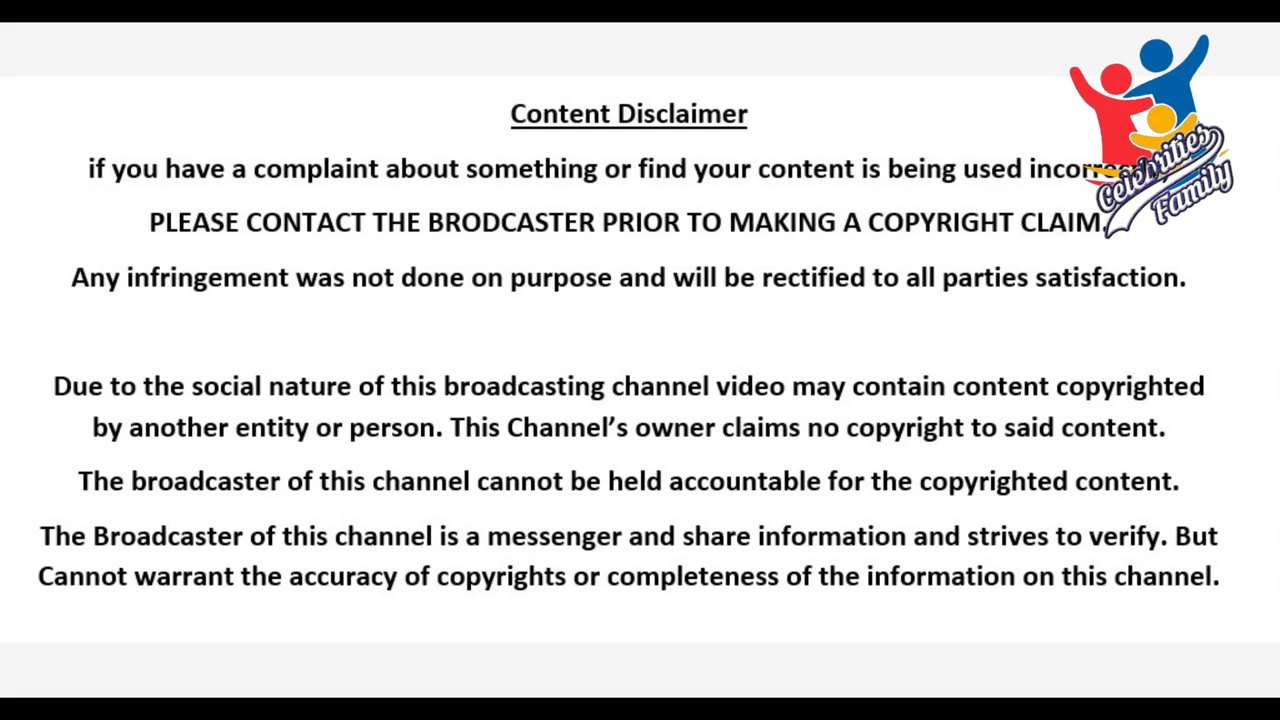 Content Disclaimer
if you have a complaint about something or find your content is being used
PLEASE CONTACT THE BRODCASTER PRIOR TO MAKING A COPYRIGHT CLAIM.
Any infringement was not done on purpose and will be rectified to all parties satisfaction.
Due to the social nature of this broadcasting channel video may contain content copyrighted
by another entity or person. This Channel’s owner claims no copyright to said content.
The broadcaster of this channel cannot be held accountable for the copyrighted content.
The Broadcaster of this channel is a messenger and share information and strives to verify. But
Cannot warrant the accuracy of copyrights or completeness of the information on this channel.
Celebrities
Family